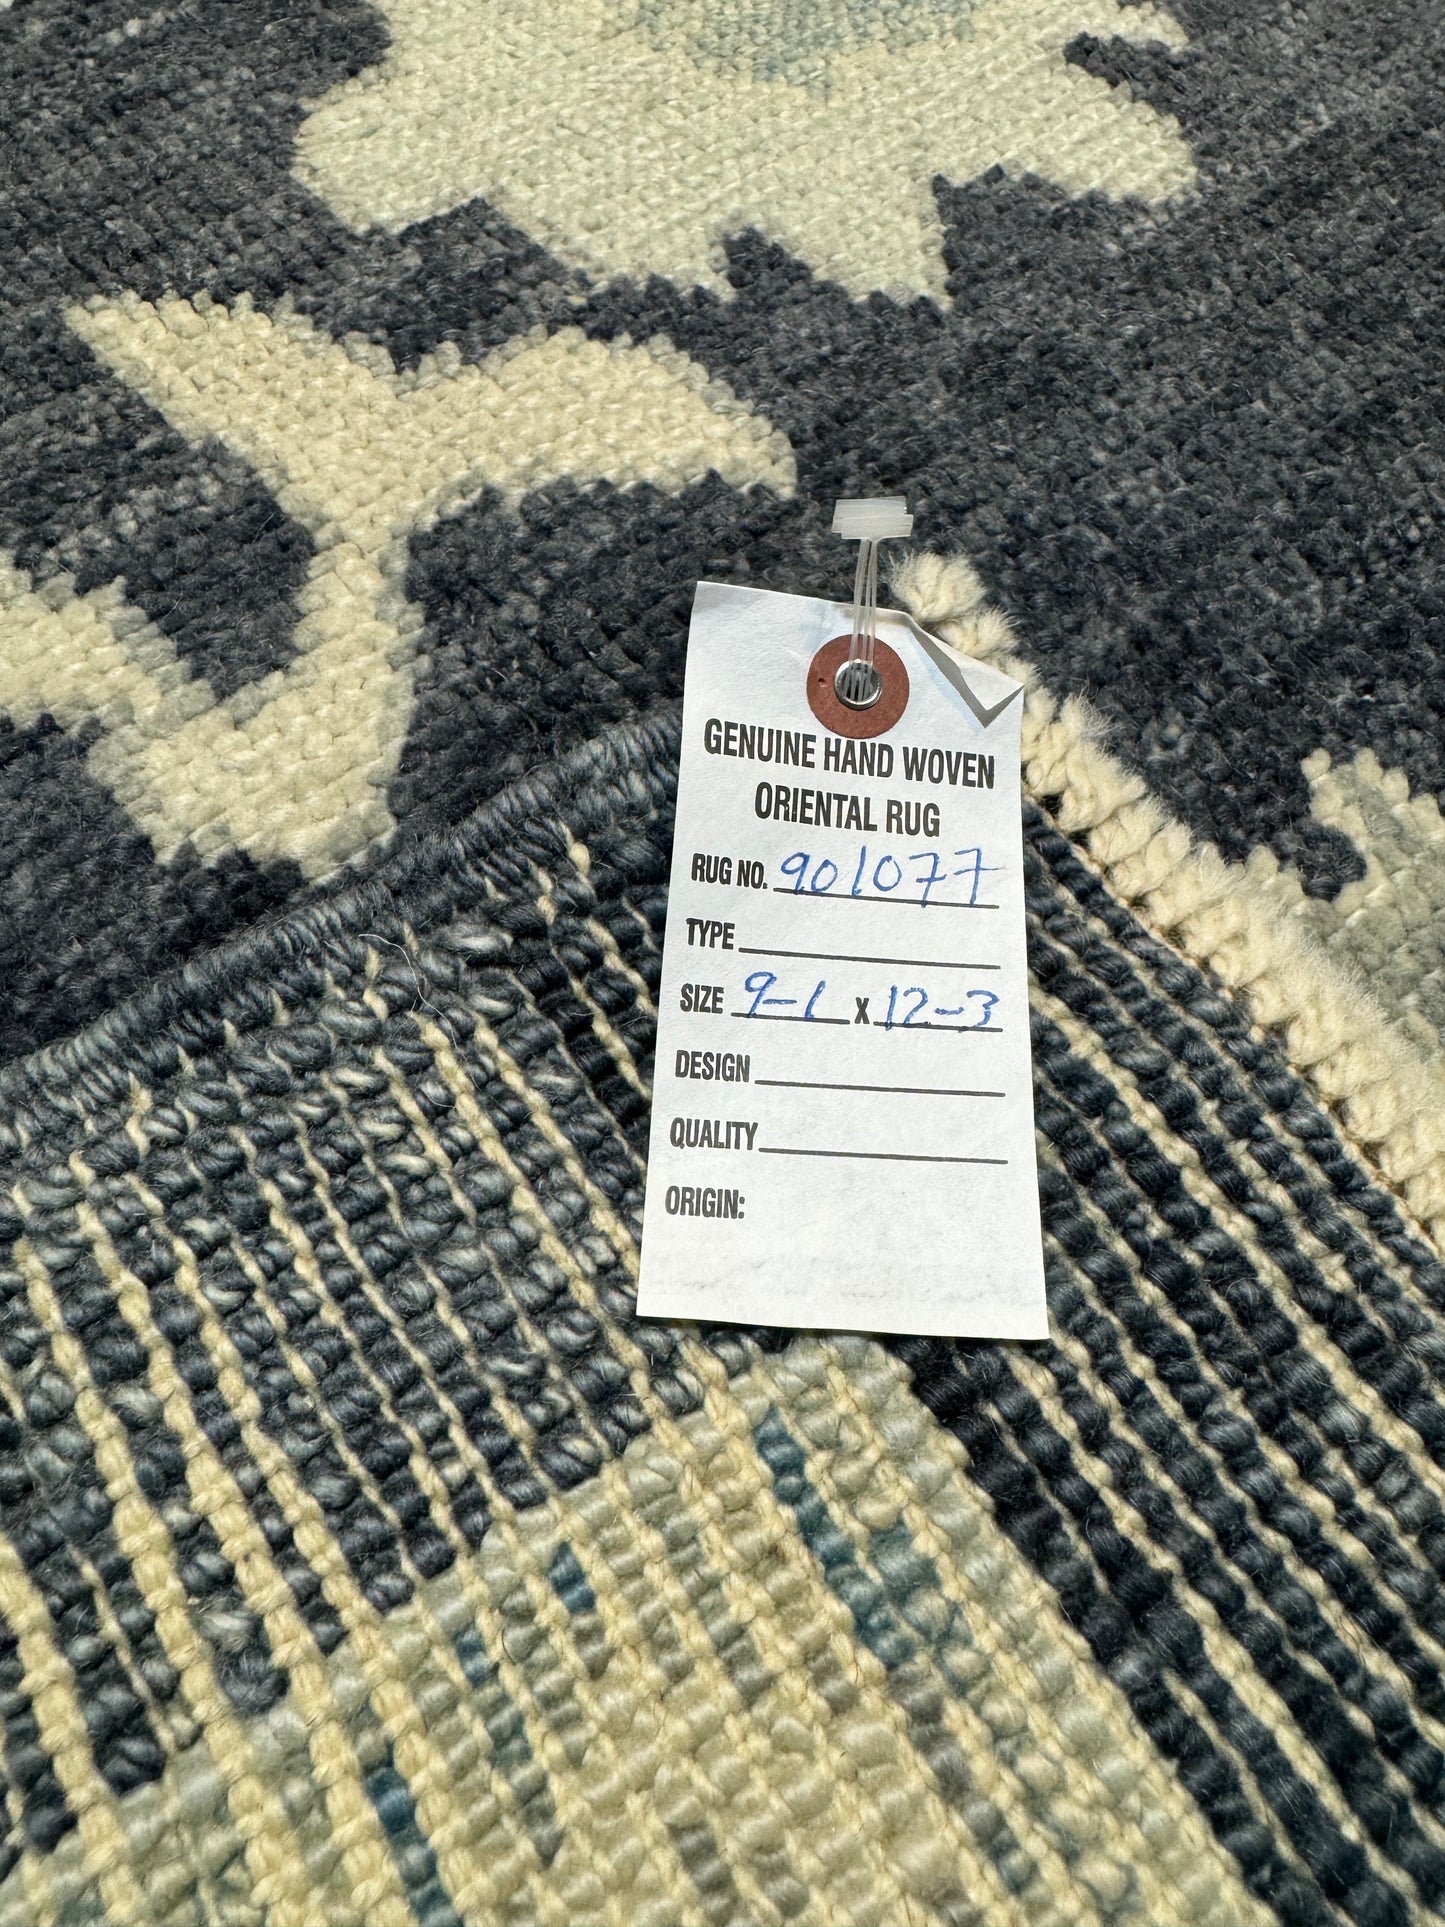 GENUINE HAND WOVEN
ORIENTAL RUG
RUG NO. 901077
TYPE
SIZE 9-1 X 12-3
DESIGN
QUALITY
ORIGIN: